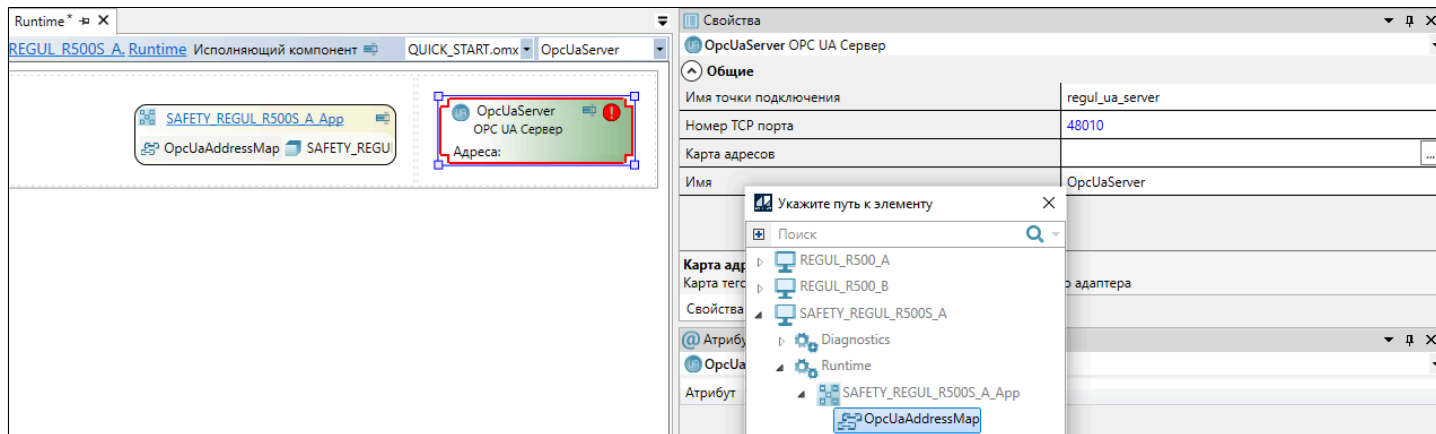 Runtime*
REGUL_R500S_A, Runtime Исполняющий компонент QUICK_START.omx OpcUaServer
SAFETY_REGUL_R500S_A_App
OpcUaAddressMap SAFETY_REGU
OpcUaServer
OPC UA Сервер
Адреса:
Свойства
OpcUaServer OPC UA Сервер
Общие
Имя точки подключения regul_ua_server
Номер TCP порта 48010
Карта адресов ...
Имя OpcUaServer
Укажите путь к элементу
Поиск
REGUL_R500_A
REGUL_R500_B
SAFETY_REGUL_R500S_A
Diagnostics
Runtime
SAFETY_REGUL_R500S_A_App
OpcUaAddressMap
Карта адр
Карта тего
адаптера
Свойства
Атрибу
OpcUa
Атрибут